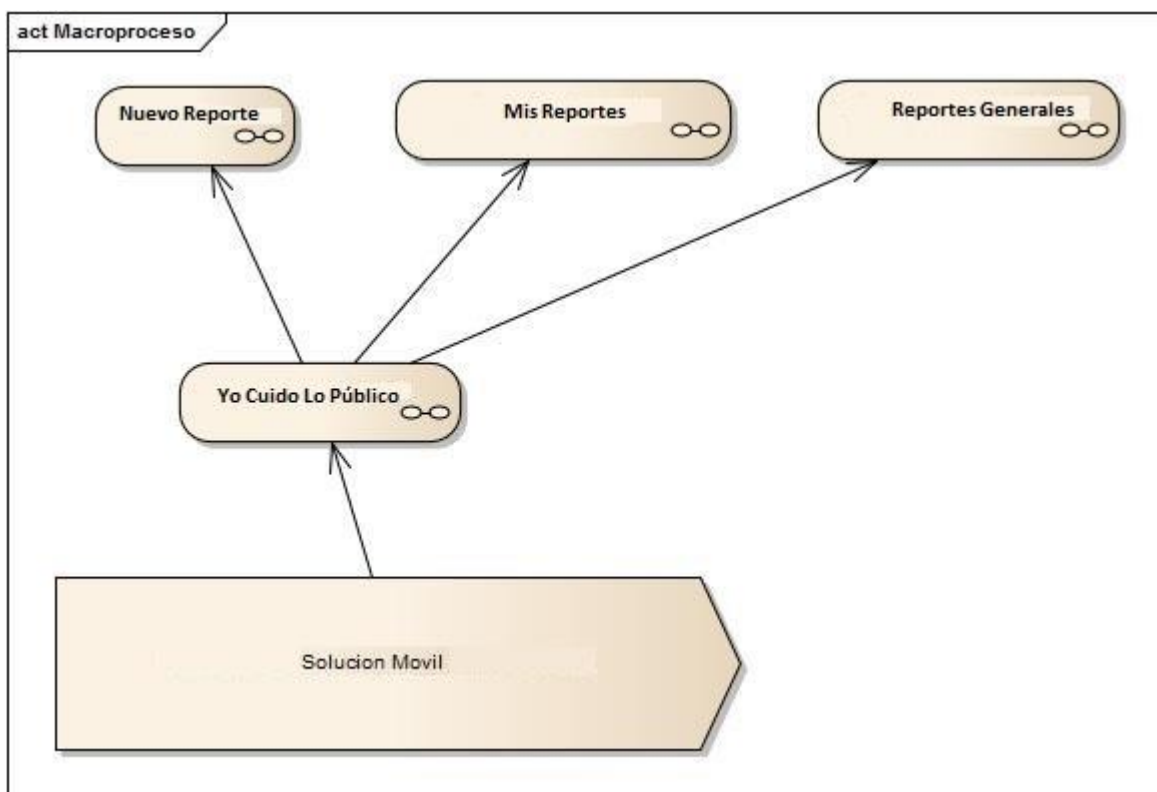 act Macroproceso
Nuevo Reporte
Mis Reportes
Reportes Generales
Yo Cuido Lo Público
Solucion Movil